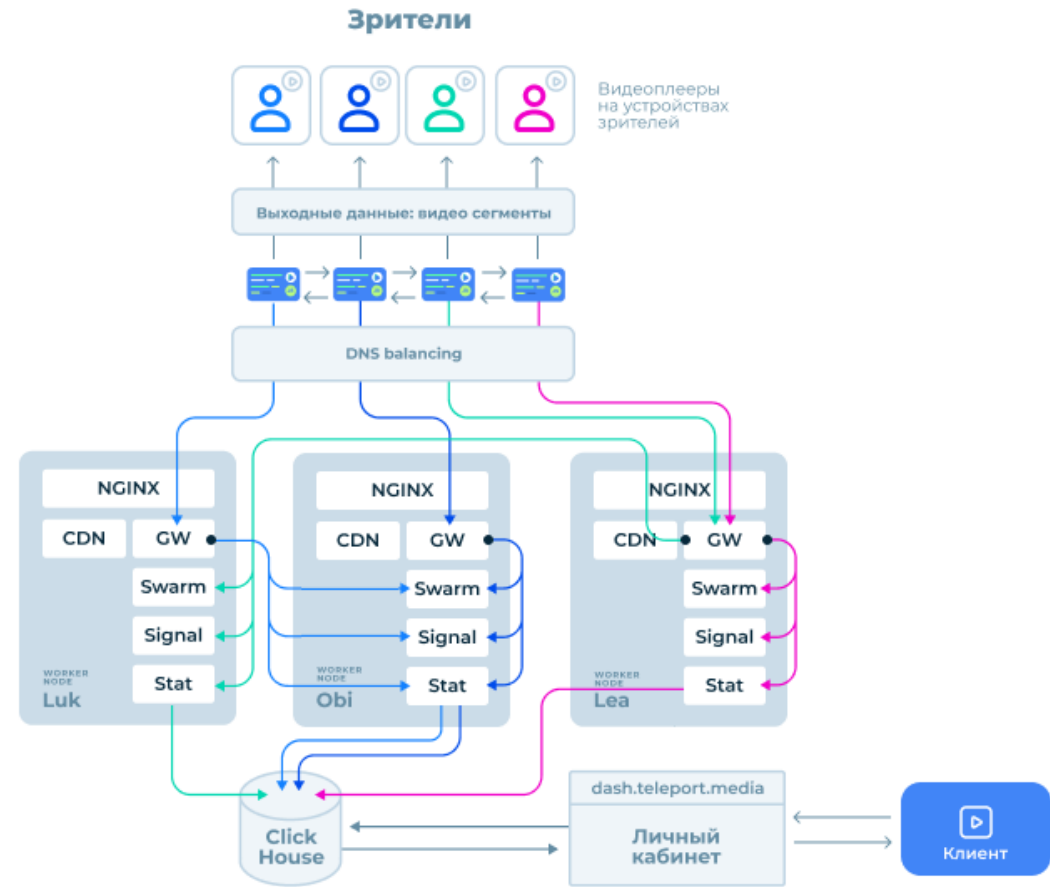 Зрители
Видеоплееры
на устройствах
зрителей
Выходные данные: видео сегменты
DNS balancing
NGINX
CDN
GW
Swarm
Signal
Stat
WORKER
NODE
Luk
NGINX
CDN
GW
Swarm
Signal
Stat
WORKER
NODE
Obi
NGINX
CDN
GW
Swarm
Signal
Stat
WORKER
NODE
Lea
Click
House
dash.teleport.media
Личный
кабинет
Клиент